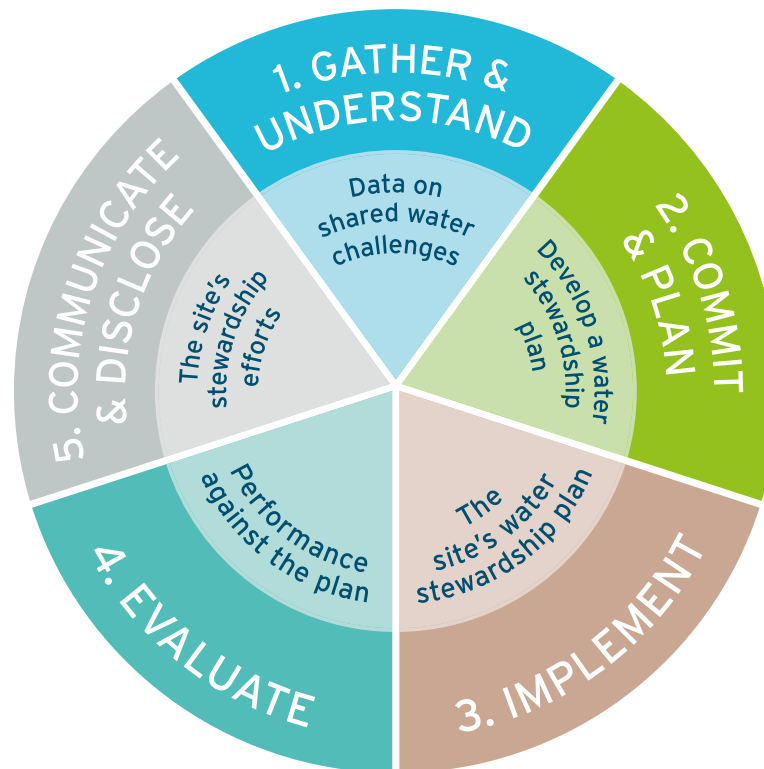 1. GATHER &
UNDERSTAND
Data on
shared water
challenges
2. COMMIT
& PLAN
Develop a water
stewardship
plan
3. IMPLEMENT
The
site's water
stewardship plan
4. EVALUATE
Performance
against the plan
5. COMMUNICATE
& DISCLOSE
The site's
stewardship
efforts